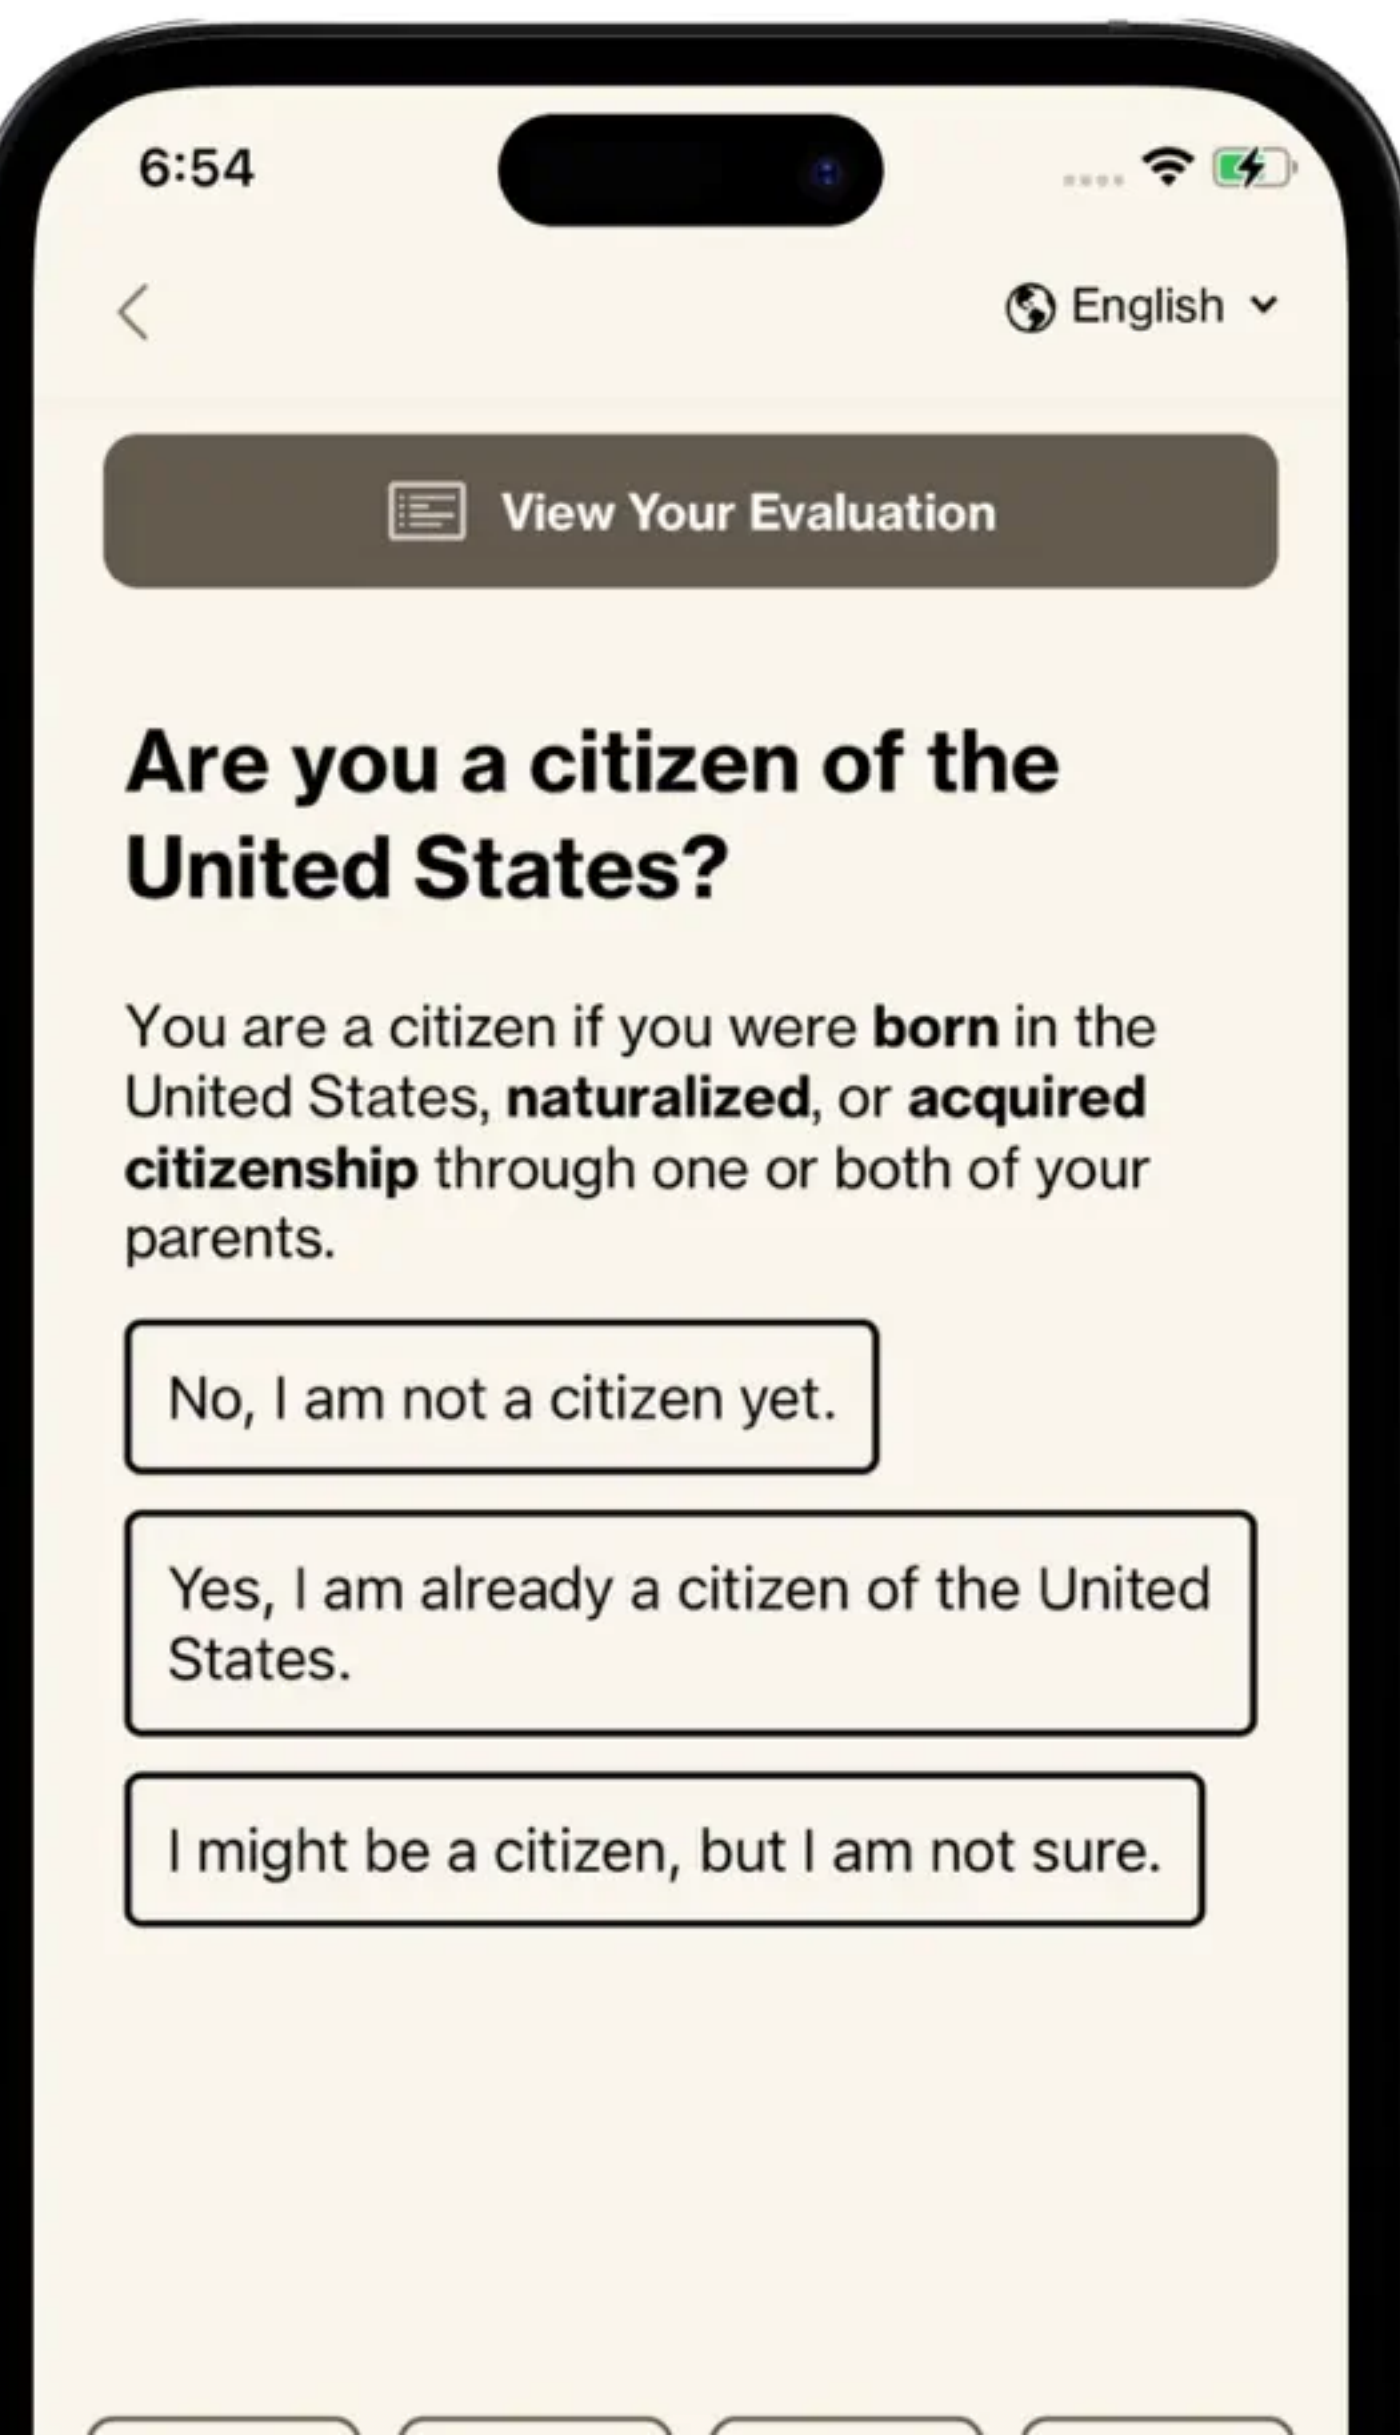 6:54
English
View Your Evaluation
Are you a citizen of the
United States?
You are a citizen if you were born in the
United States, naturalized, or acquired
citizenship through one or both of your
parents.
No, I am not a citizen yet.
Yes, I am already a citizen of the United
States.
I might be a citizen, but I am not sure.